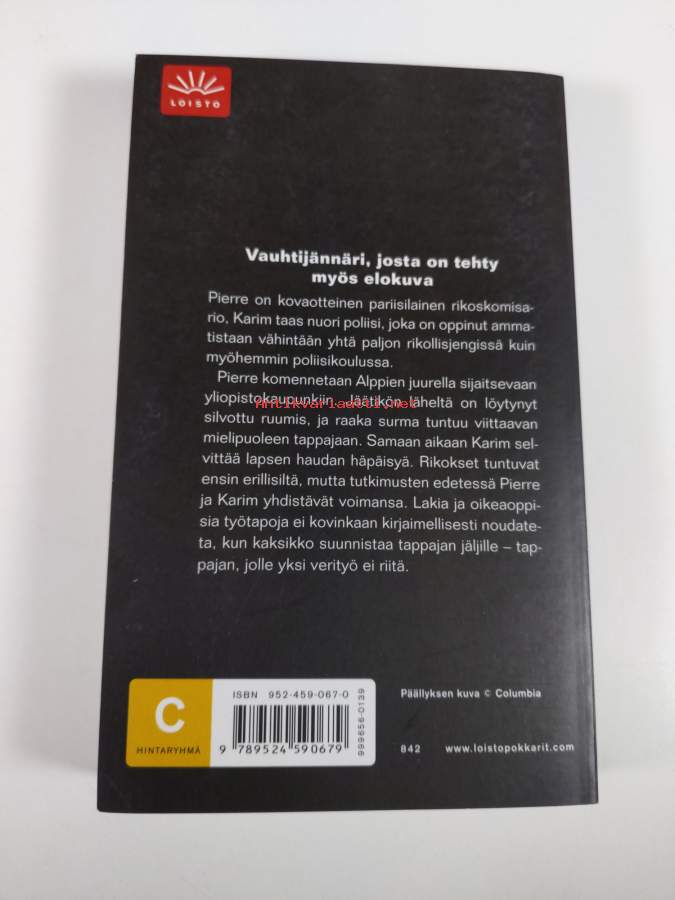 LOISTO
Vauhtijännäri, josta on tehty
myös elokuva
Pierre on kovaotteinen pariisilainen rikoskomisa-
rio, Karim taas nuori poliisi, joka on oppinut amma-
tistaan vähintään yhtä paljon rikollisjengissä kuin
myöhemmin poliisikoulussa.
Pierre komennetaan Alppien juurella sijaitsevaan
yliopistokaupunkiin. Jäätikön läheltä on löytynyt
Antikvariaatti.net
silvottu ruumis, ja raaka surma tuntuu viittaavan
mielipuoleen tappajaan. Samaan aikaan Karim sel-
vittää lapsen haudan häpäisyä. Rikokset tuntuvat
ensin erillisiltä, mutta tutkimusten edetessä Pierre
ja Karim yhdistävät voimansa. Lakia ja oikeaoppi-
sia työtapoja ei kovinkaan kirjaimellisesti noudate-
ta, kun kaksikko suunnistaa tappajan jäljille – tap-
pajan, jolle yksi verityö ei riitä.
C
HINTARYHMÄ
ISBN 952-459-067-0
9 789524 590679
999656-0139
Päällyksen kuva © Columbia
842 www.loistopokkarit.com